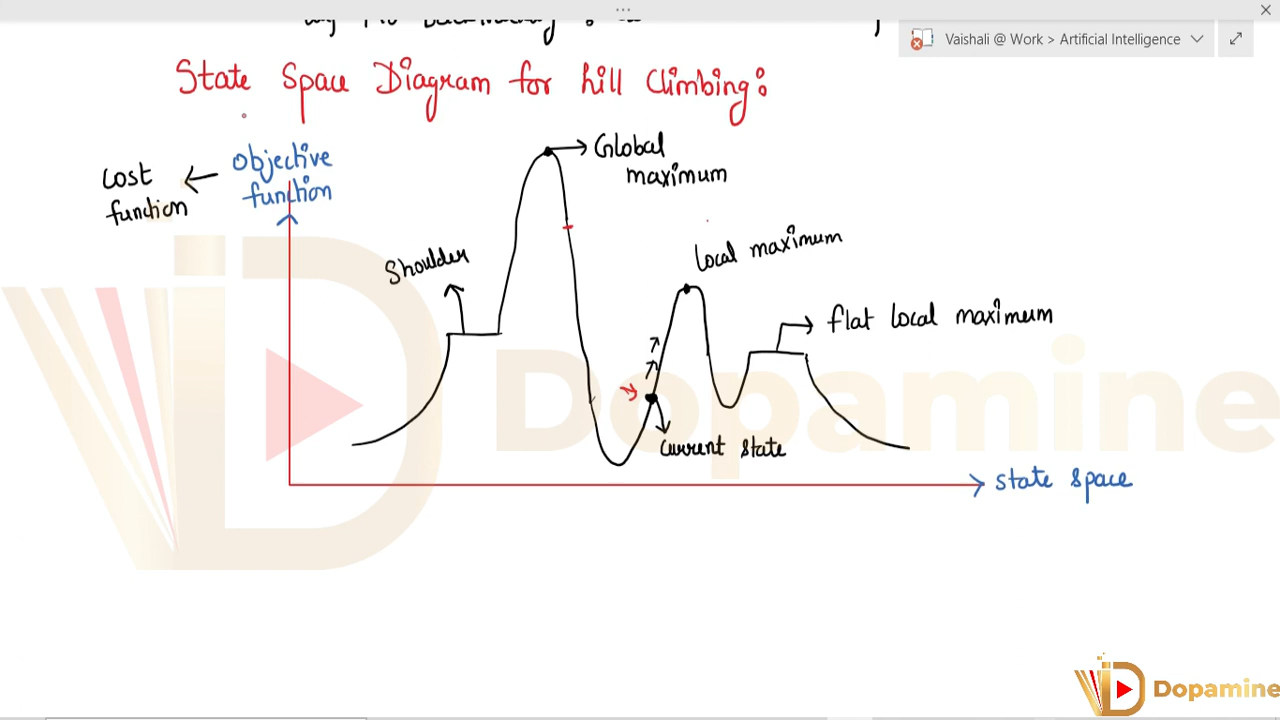 Vaishali @ Work > Artificial Intelligence
State Space Diagram for hill Climbing:
Cost
function
Objective
function
Global
maximum
Shoulder
local maximum
flat local maximum
Current state
state space
Dopamine
Dopamine